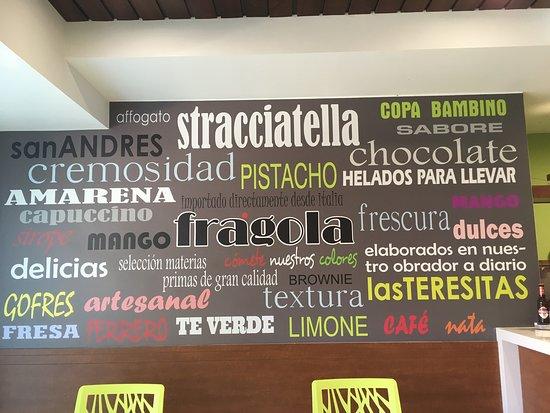 affogato
stracciatella
COPA BAMBINO
SABORE
sanANDRES
cremosidad
PISTACHO
chocolate
HELADOS PARA LLEVAR
AMARENA
importado directamente desde italia
MANGO
capuccino
fragola
frescura
dulces
sirope
MANGO
elaborados en nues-
tro obrador a diario
delicias
selección materias
primas de gran calidad
cómete nuestros colores
BROWNIE
lasTERESITAS
GOFRES
artesanal
textura
FRESA
FERRERO
TE VERDE
LIMONE
CAFÉ
nata